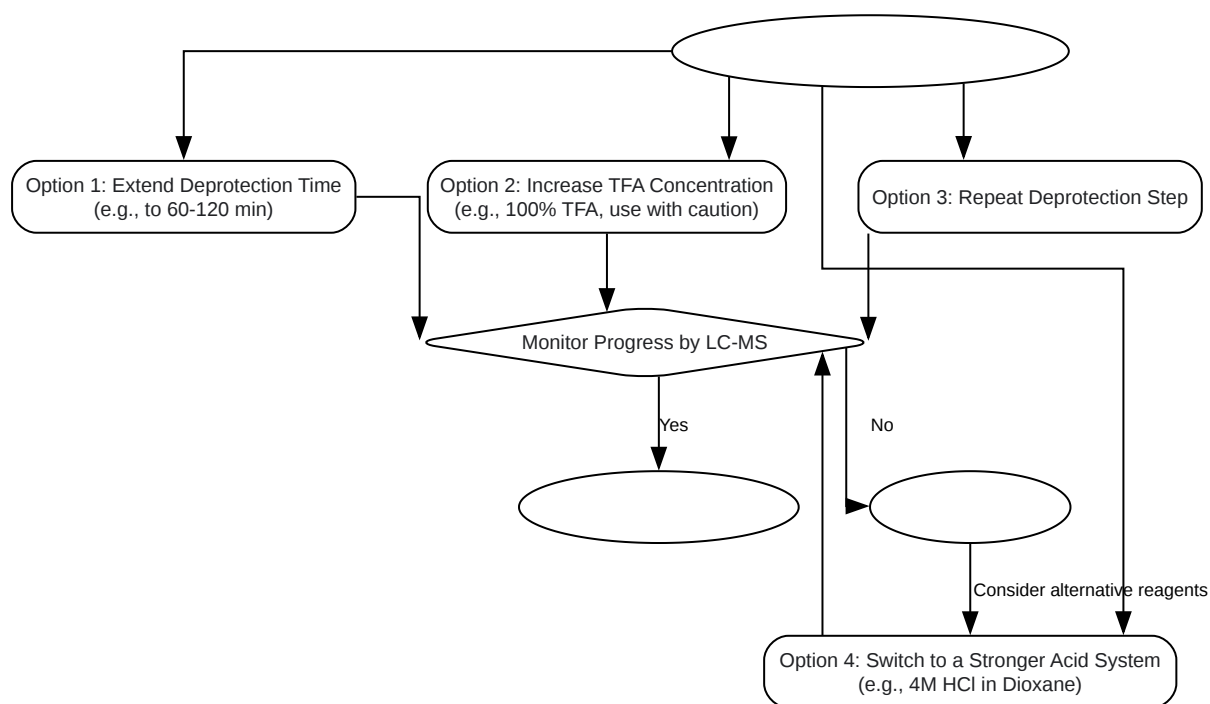 Option 1: Extend Deprotection Time
(e.g., to 60-120 min)
Option 2: Increase TFA Concentration
(e.g., 100% TFA, use with caution)
Option 3: Repeat Deprotection Step
Monitor Progress by LC-MS
Yes
No
Consider alternative reagents
Option 4: Switch to a Stronger Acid System
(e.g., 4M HCl in Dioxane)